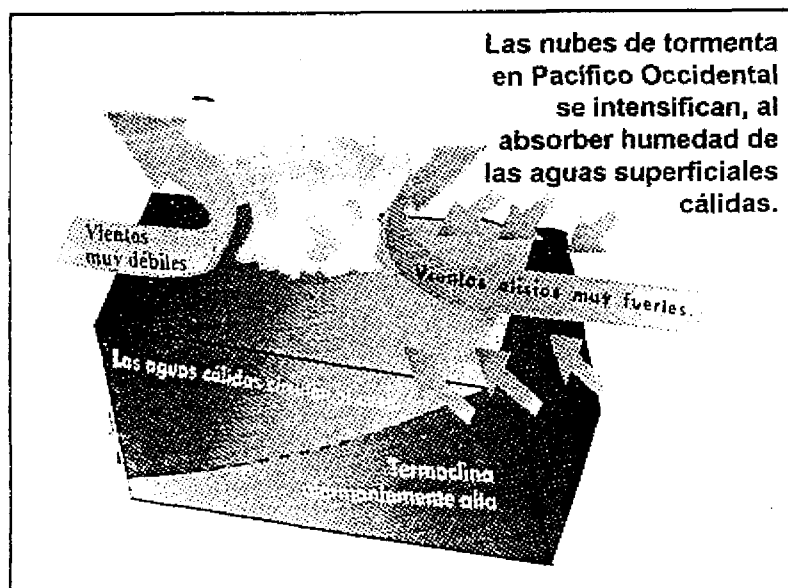 Las nubes de tormenta
en Pacífico Occidental
se intensifican, al
absorber humedad de
las aguas superficiales
cálidas.
Vientos
muy débiles
Vientos alisios muy fuertes.
Las aguas cálidas
Termoclina
alta